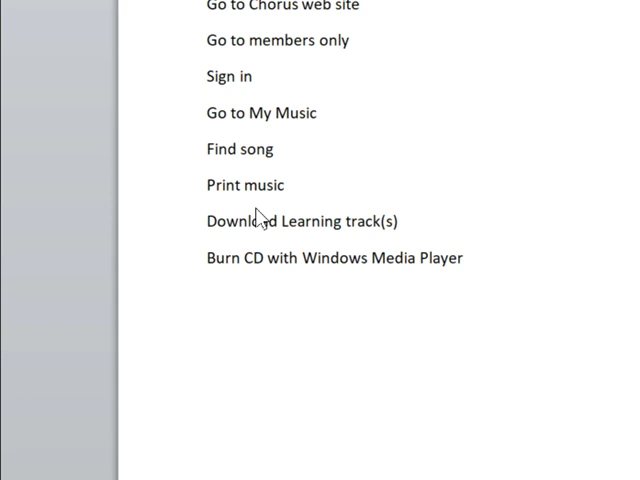 Go to Chorus web site
Go to members only
Sign in
Go to My Music
Find song
Print music
Download Learning track(s)
Burn CD with Windows Media Player